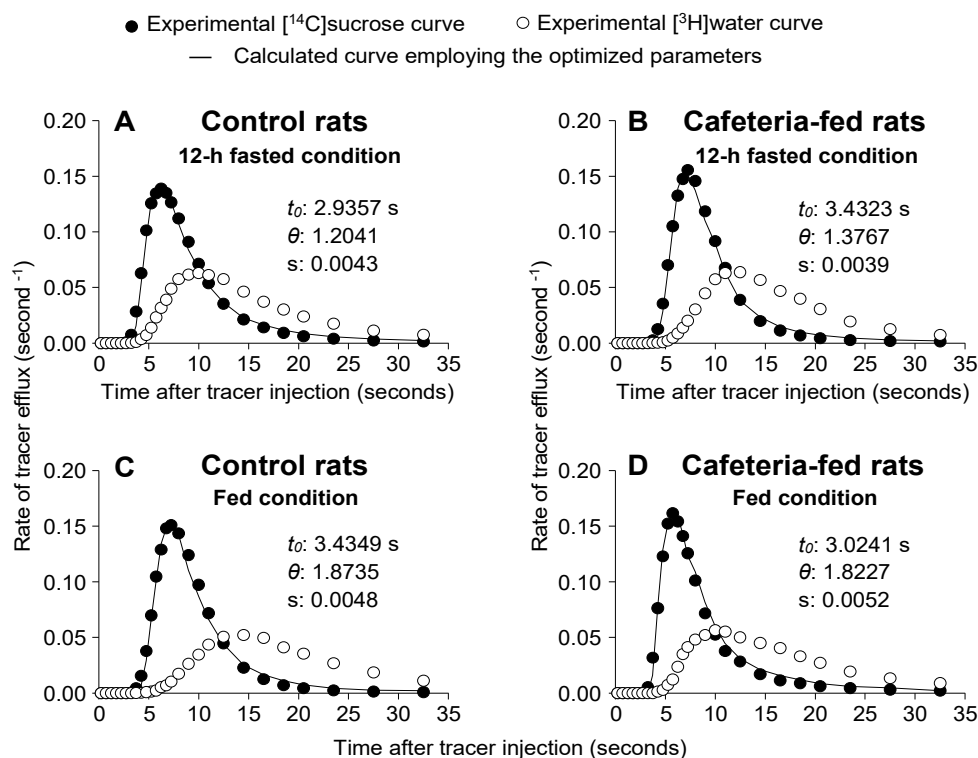 ● Experimental [¹⁴C]sucrose curve ○ Experimental [³H]water curve
— Calculated curve employing the optimized parameters
Rate of tracer efflux (second ⁻¹)
A Control rats
12-h fasted condition
t₀: 2.9357 s
θ: 1.2041
s: 0.0043
0.20
0.15
0.10
0.05
0.00
0 5 10 15 20 25 30 35
Time after tracer injection (seconds)
Rate of tracer efflux (second ⁻¹)
B Cafeteria-fed rats
12-h fasted condition
t₀: 3.4323 s
θ: 1.3767
s: 0.0039
0.20
0.15
0.10
0.05
0.00
0 5 10 15 20 25 30 35
Time after tracer injection (seconds)
C Control rats
Fed condition
t₀: 3.4349 s
θ: 1.8735
s: 0.0048
0.20
0.15
0.10
0.05
0.00
0 5 10 15 20 25 30 35
D Cafeteria-fed rats
Fed condition
t₀: 3.0241 s
θ: 1.8227
s: 0.0052
0.20
0.15
0.10
0.05
0.00
0 5 10 15 20 25 30 35
Time after tracer injection (seconds)